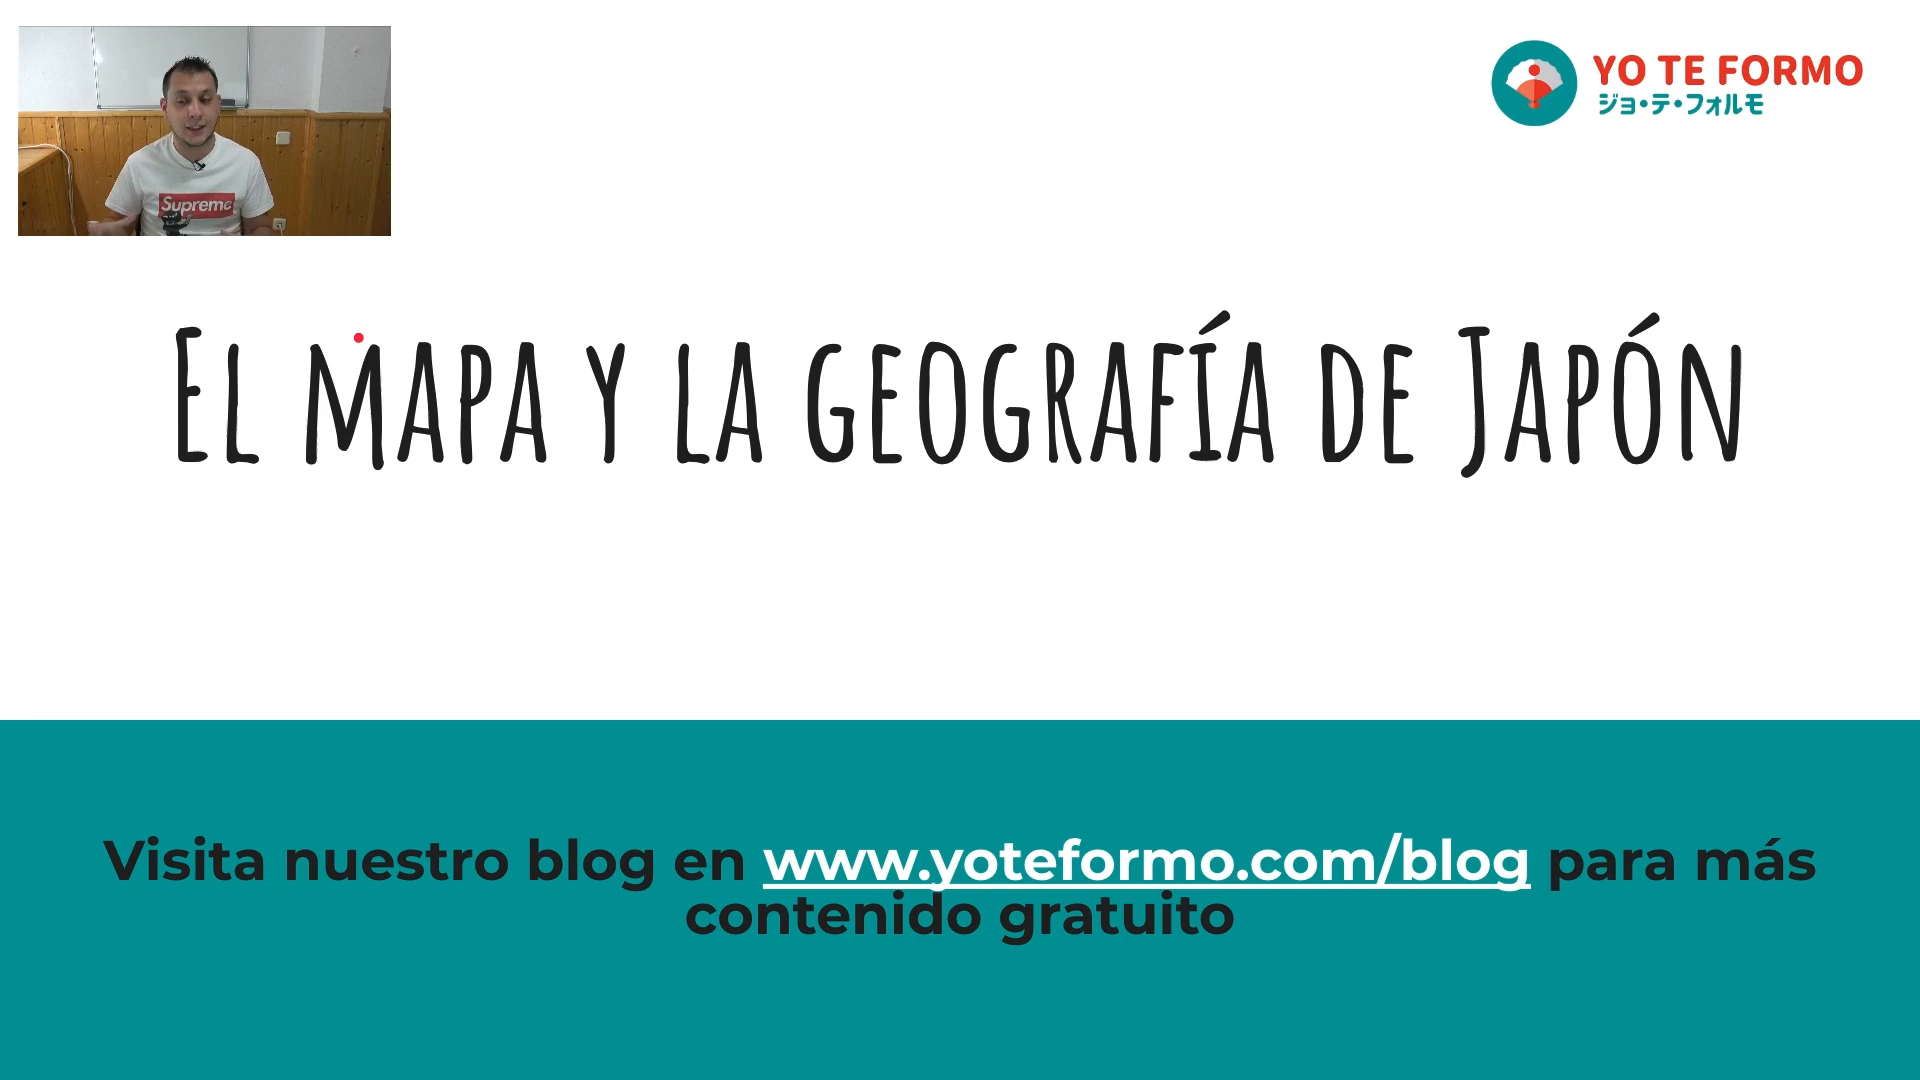 Supreme
YO TE FORMO
ジョ・テ・フォルモ
El mapa y la geografía de Japón
Visita nuestro blog en www.yoteformo.com/blog para más
contenido gratuito